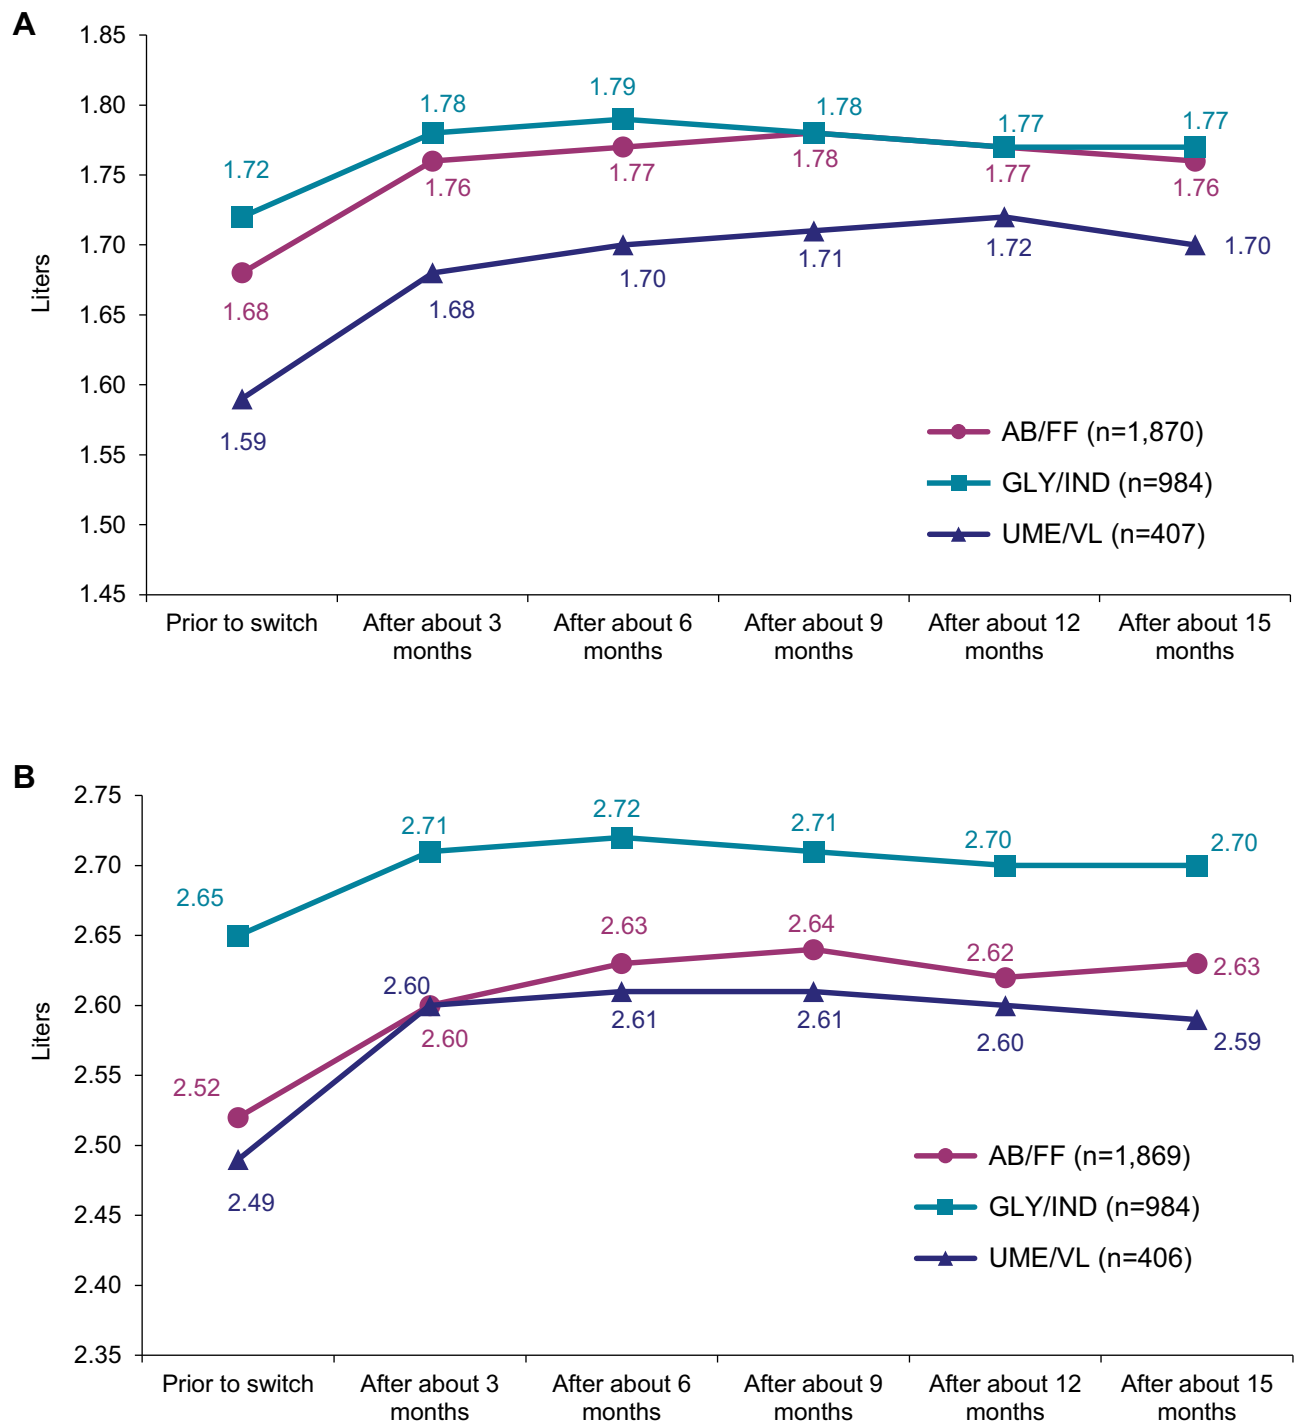 A
1.85
1.80
1.75
1.70
1.65
1.60
1.55
1.50
1.45
Liters
1.72
1.78
1.79
1.78
1.77
1.77
1.68
1.76
1.77
1.78
1.77
1.76
1.59
1.68
1.70
1.71
1.72
1.70
AB/FF (n=1,870)
GLY/IND (n=984)
UME/VL (n=407)
Prior to switch
After about 3
months
After about 6
months
After about 9
months
After about 12
months
After about 15
months
B
2.75
2.70
2.65
2.60
2.55
2.50
2.45
2.40
2.35
Liters
2.65
2.71
2.72
2.71
2.70
2.70
2.52
2.60
2.63
2.64
2.62
2.63
2.49
2.60
2.61
2.61
2.60
2.59
AB/FF (n=1,869)
GLY/IND (n=984)
UME/VL (n=406)
Prior to switch
After about 3
months
After about 6
months
After about 9
months
After about 12
months
After about 15
months